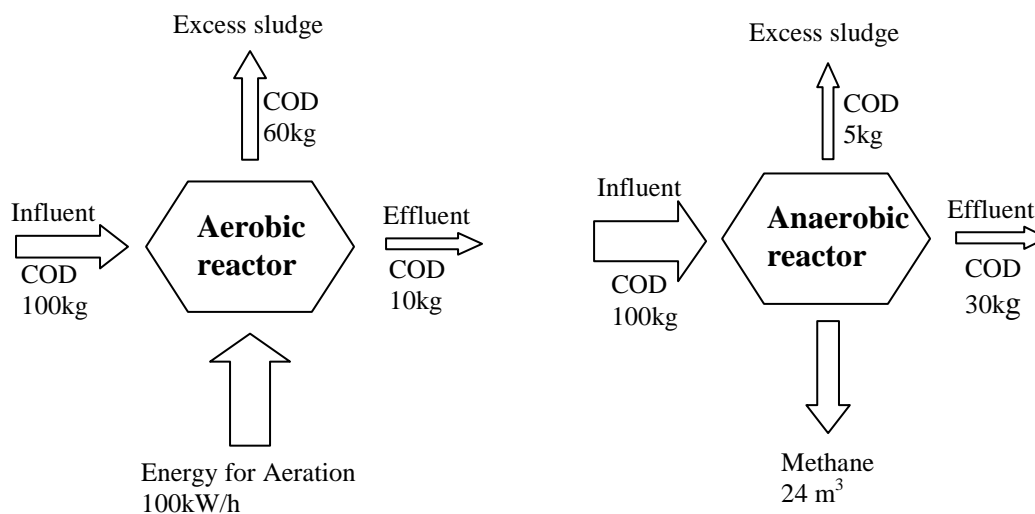 Excess sludge
COD
60kg
Influent
COD
100kg
Aerobic
reactor
Effluent
COD
10kg
Energy for Aeration
100kW/h
Excess sludge
COD
5kg
Influent
COD
100kg
Anaerobic
reactor
Effluent
COD
30kg
Methane
24 m³